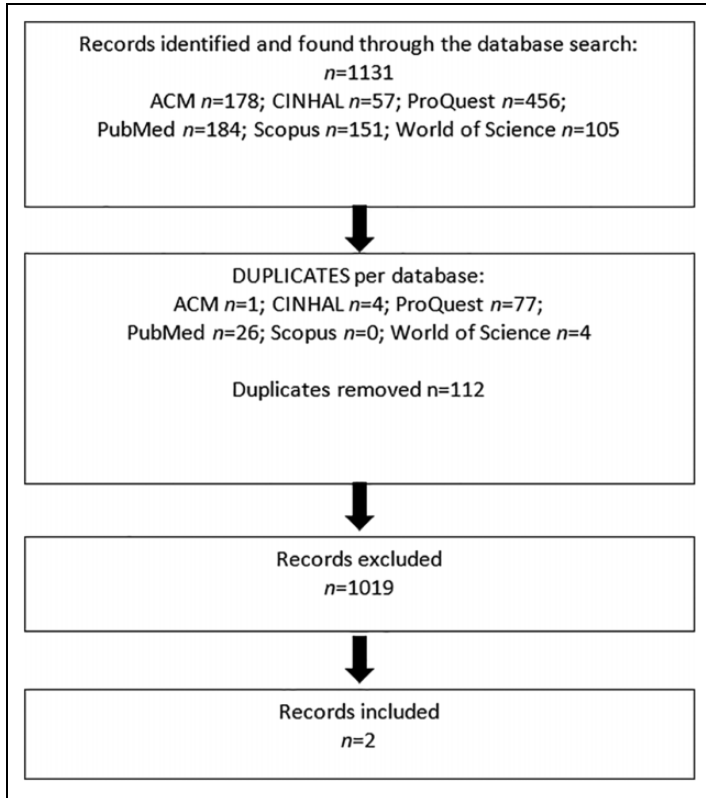 Records identified and found through the database search:
n=1131
ACM n=178; CINHAL n=57; ProQuest n=456;
PubMed n=184; Scopus n=151; World of Science n=105
DUPLICATES per database:
ACM n=1; CINHAL n=4; ProQuest n=77;
PubMed n=26; Scopus n=0; World of Science n=4
Duplicates removed n=112
Records excluded
n=1019
Records included
n=2